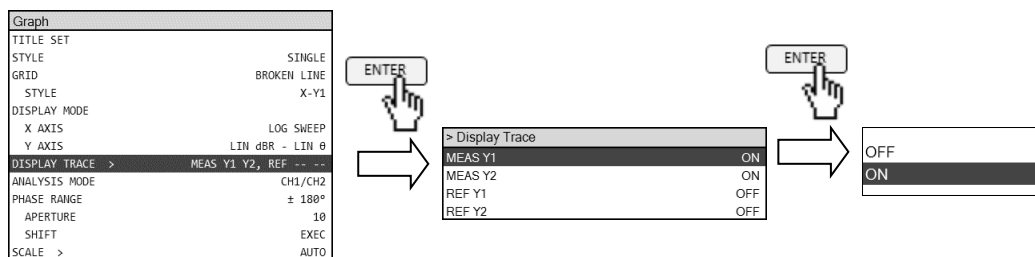 Graph
TITLE SET
STYLE SINGLE
GRID BROKEN LINE
STYLE X-Y1
DISPLAY MODE
X AXIS LOG SWEEP
Y AXIS LIN dBR - LIN θ
DISPLAY TRACE > MEAS Y1 Y2, REF -- --
ANALYSIS MODE CH1/CH2
PHASE RANGE ± 180°
APERTURE 10
SHIFT EXEC
SCALE > AUTO
ENTER
> Display Trace
MEAS Y1 ON
MEAS Y2 ON
REF Y1 OFF
REF Y2 OFF
ENTER
OFF
ON